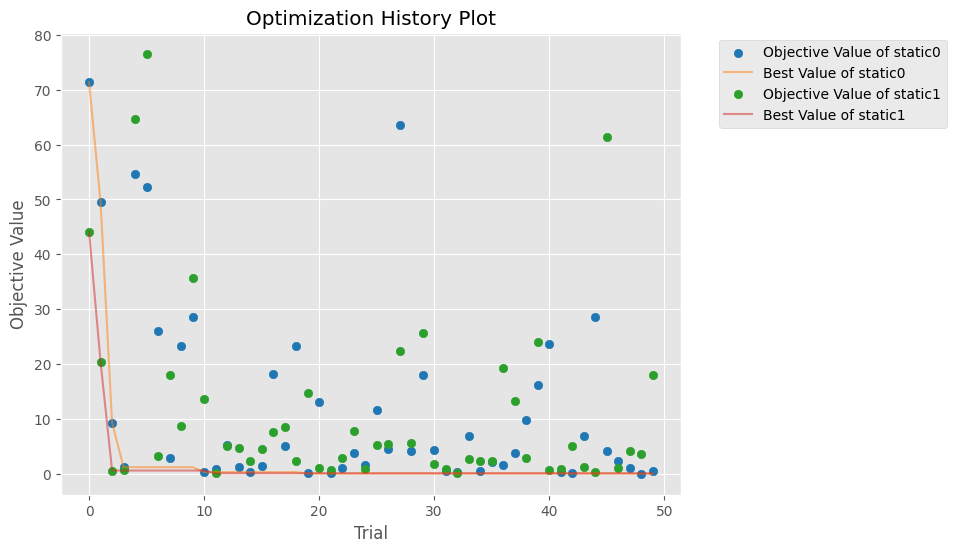 Optimization History Plot
Objective Value of static0
Best Value of static0
Objective Value of static1
Best Value of static1
Objective Value
80
70
60
50
40
30
20
10
0
0 10 20 30 40 50
Trial